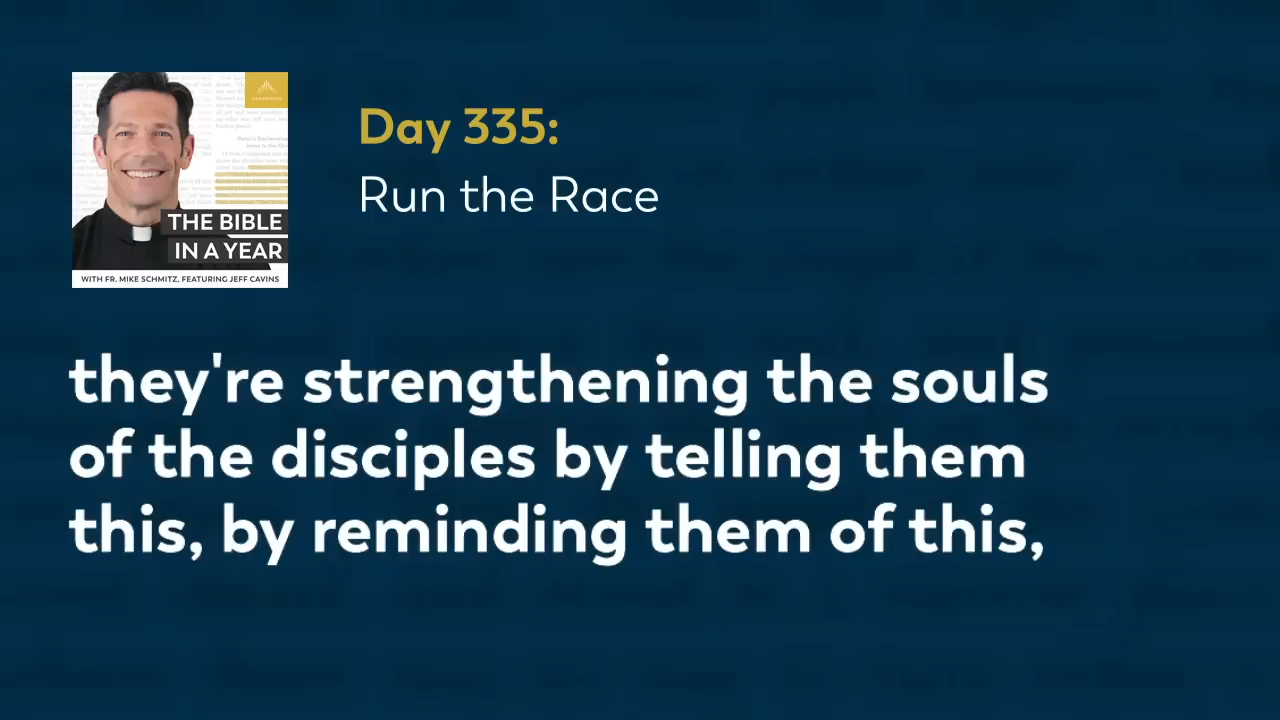 THE BIBLE
IN A YEAR
WITH FR. MIKE SCHMITZ, FEATURING JEFF CAVINS
Day 335:
Run the Race
they're strengthening the souls
of the disciples by telling them
this, by reminding them of this,